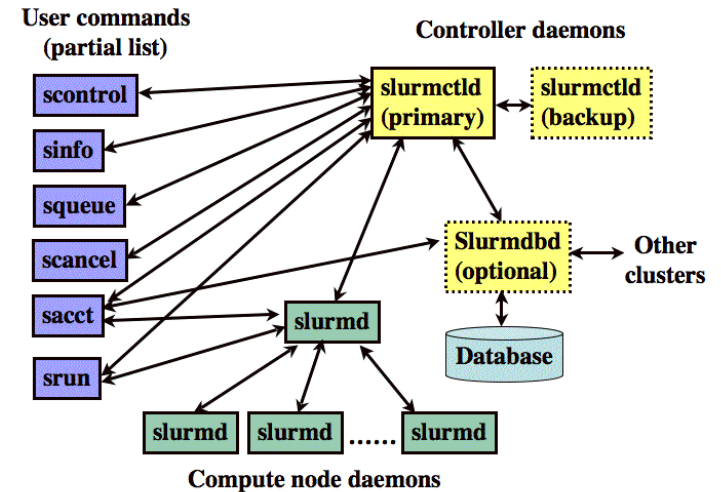 User commands
(partial list)
Controller daemons
scontrol
slurmctld
(primary)
slurmctld
(backup)
sinfo
squeue
scancel
Slurmdbd
(optional)
Other
clusters
sacct
slurmd
srun
Database
slurmd
slurmd
......
slurmd
Compute node daemons